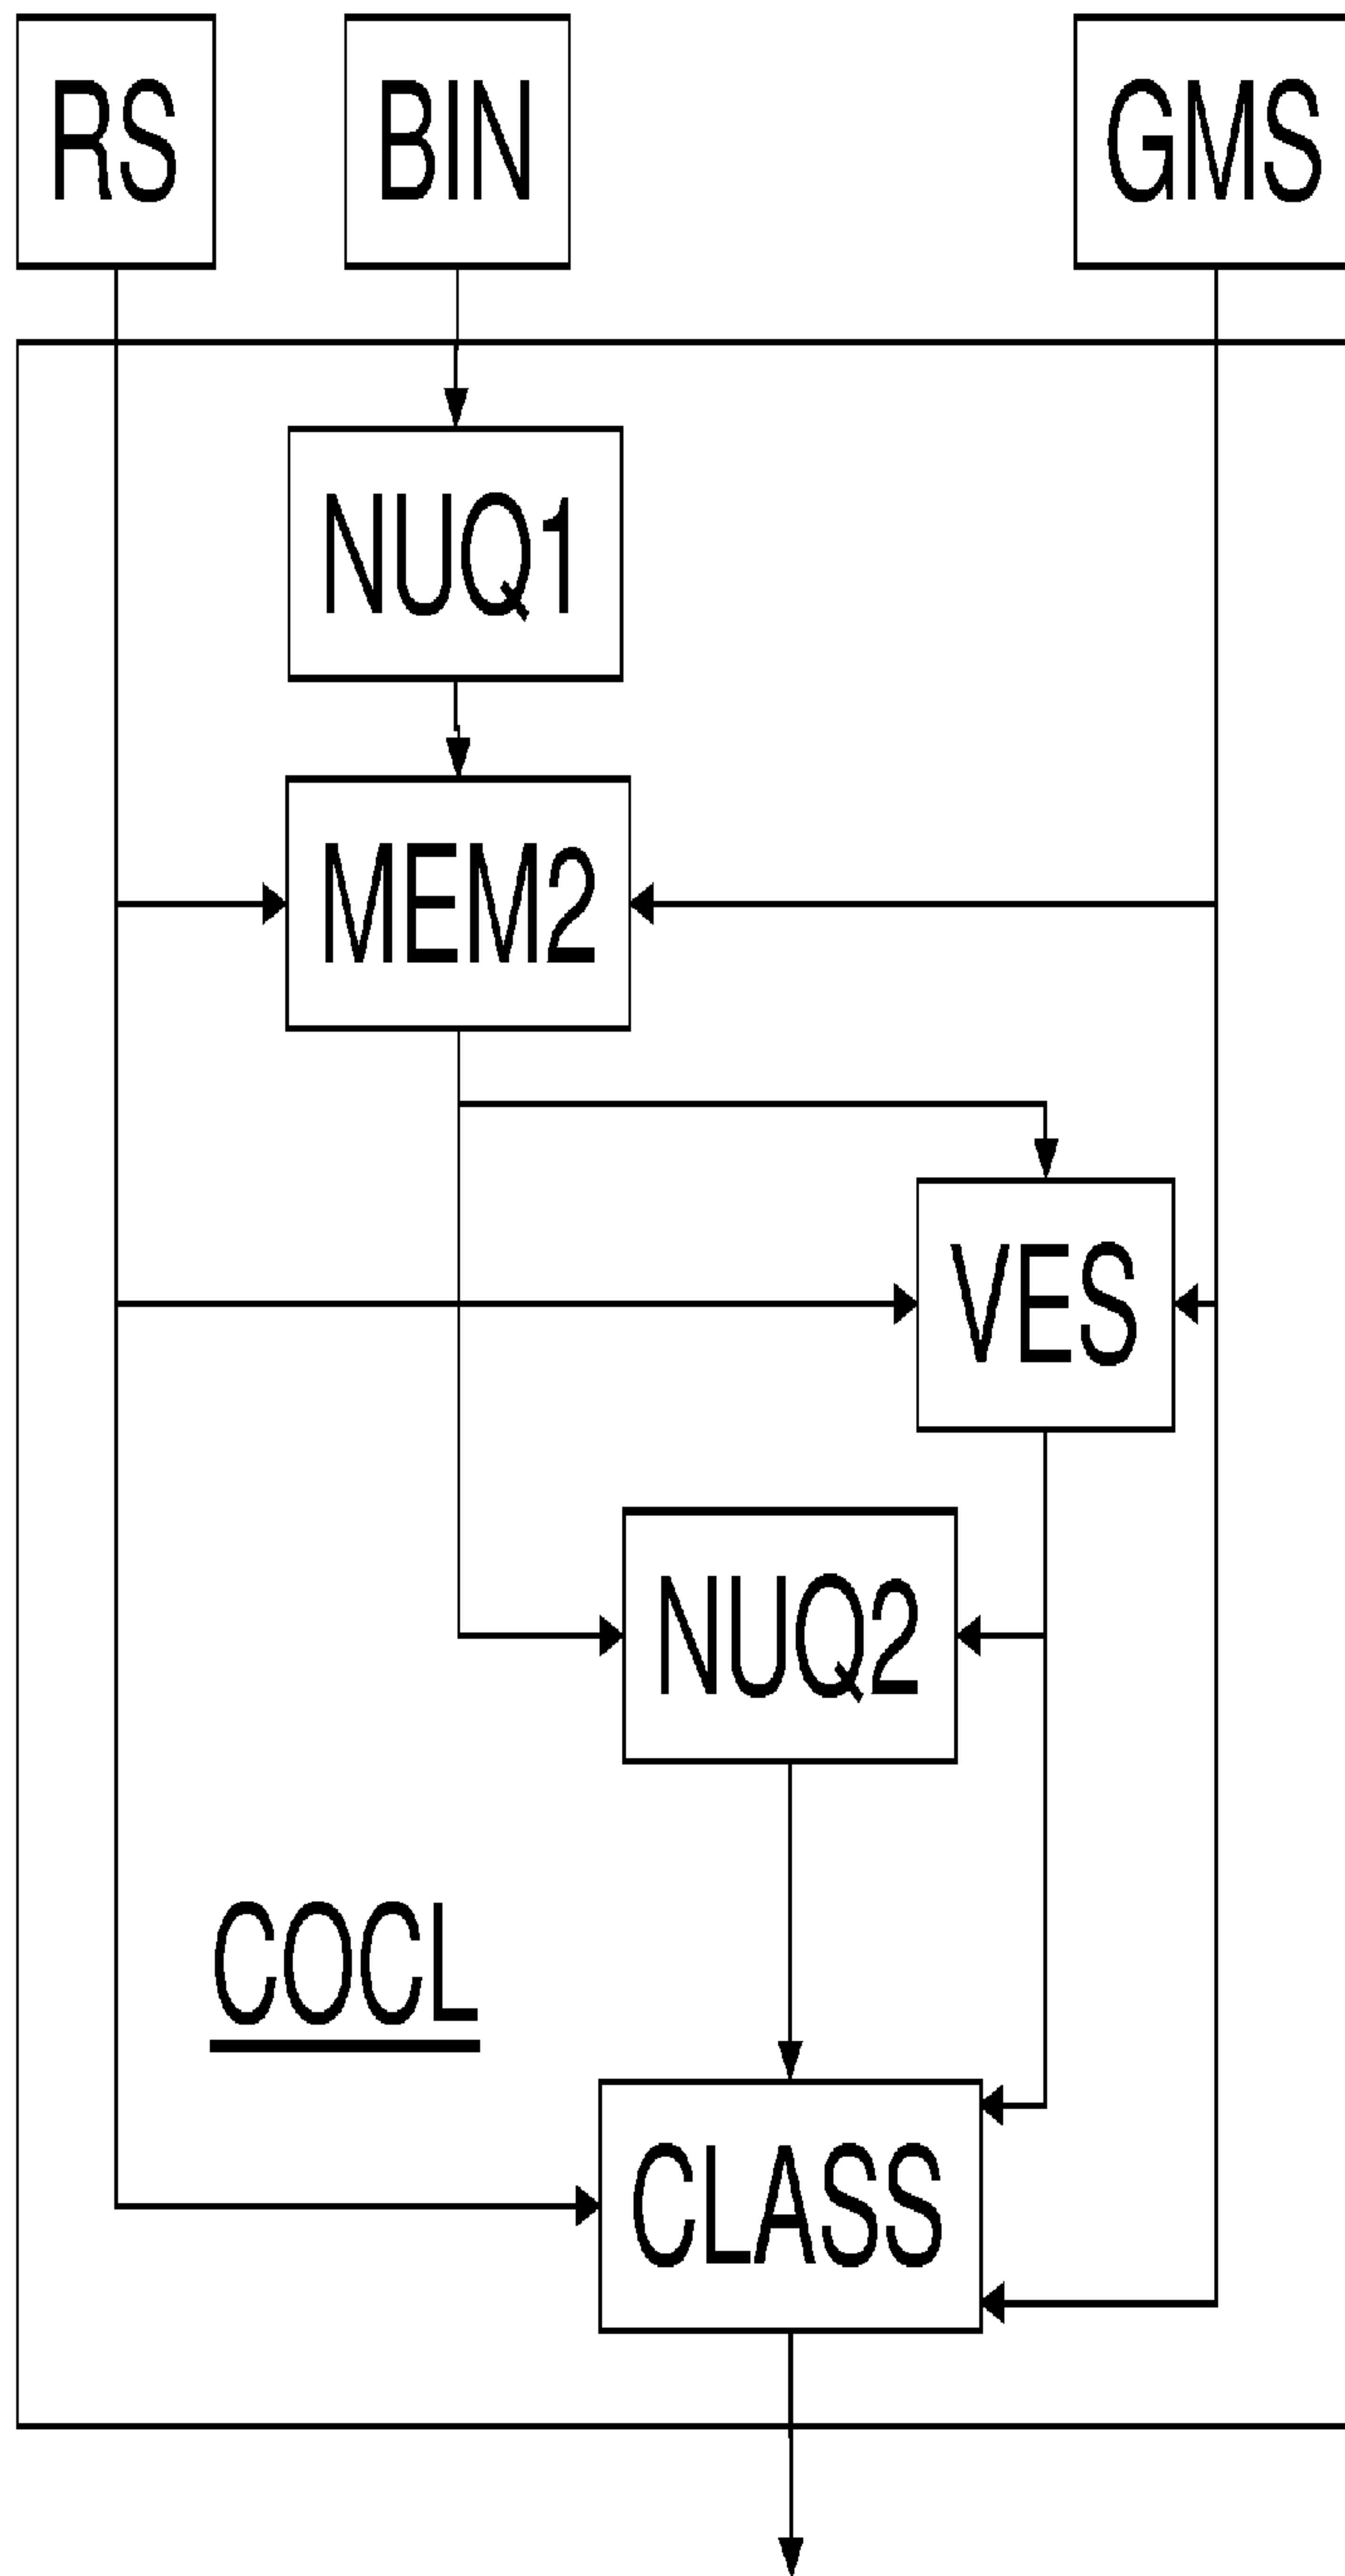 RS BIN GMS
NUQ1
MEM2
VES
NUQ2
COCL
CLASS